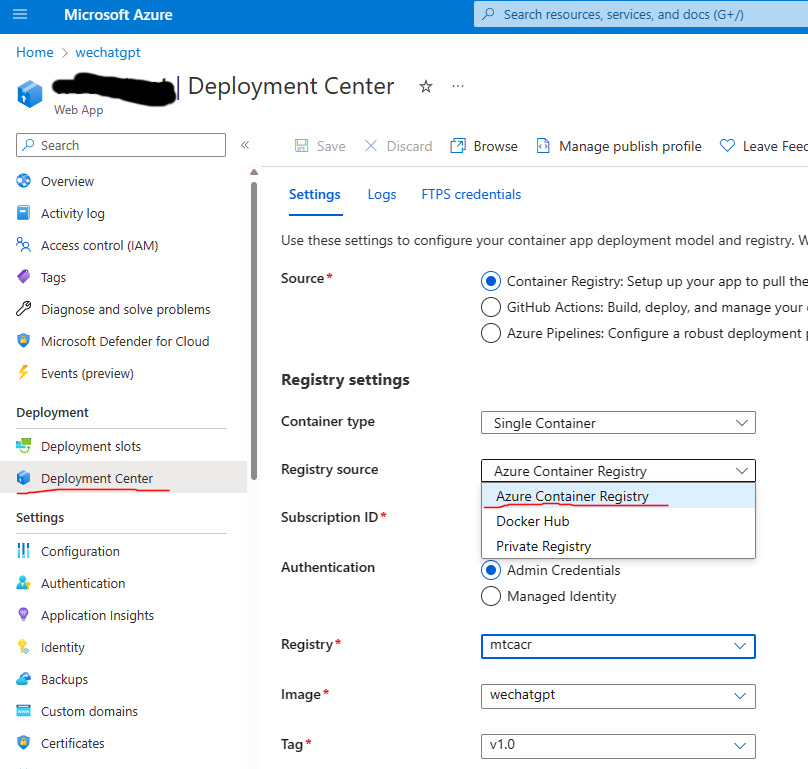 Microsoft Azure
Search resources, services, and docs (G+/)
Home > wechatgpt
| Deployment Center
Web App
Search
Save
Discard
Browse
Manage publish profile
Leave Feed
Overview
Activity log
Access control (IAM)
Tags
Diagnose and solve problems
Microsoft Defender for Cloud
Events (preview)
Deployment
Deployment slots
Deployment Center
Settings
Configuration
Authentication
Application Insights
Identity
Backups
Custom domains
Certificates
Settings
Logs
FTPS credentials
Use these settings to configure your container app deployment model and registry. W
Source*
Container Registry: Setup up your app to pull the
GitHub Actions: Build, deploy, and manage your
Azure Pipelines: Configure a robust deployment
Registry settings
Container type
Single Container
Registry source
Azure Container Registry
Azure Container Registry
Docker Hub
Private Registry
Subscription ID*
Authentication
Admin Credentials
Managed Identity
Registry*
mtcacr
Image*
wechatgpt
Tag*
v1.0